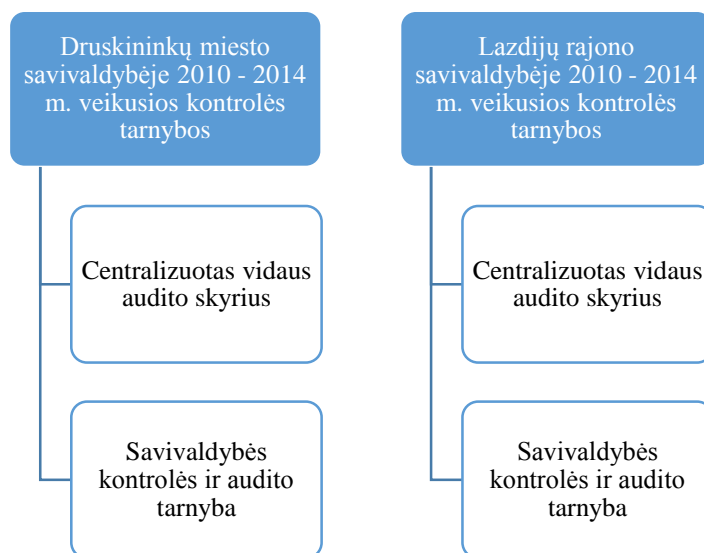 Druskininkų miesto
savivaldybėje 2010 - 2014
m. veikusios kontrolės
tarnybos
Centralizuotas vidaus
audito skyrius
Savivaldybės
kontrolės ir audito
tarnyba
Lazdijų rajono
savivaldybėje 2010 - 2014
m. veikusios kontrolės
tarnybos
Centralizuotas vidaus
audito skyrius
Savivaldybės
kontrolės ir audito
tarnyba